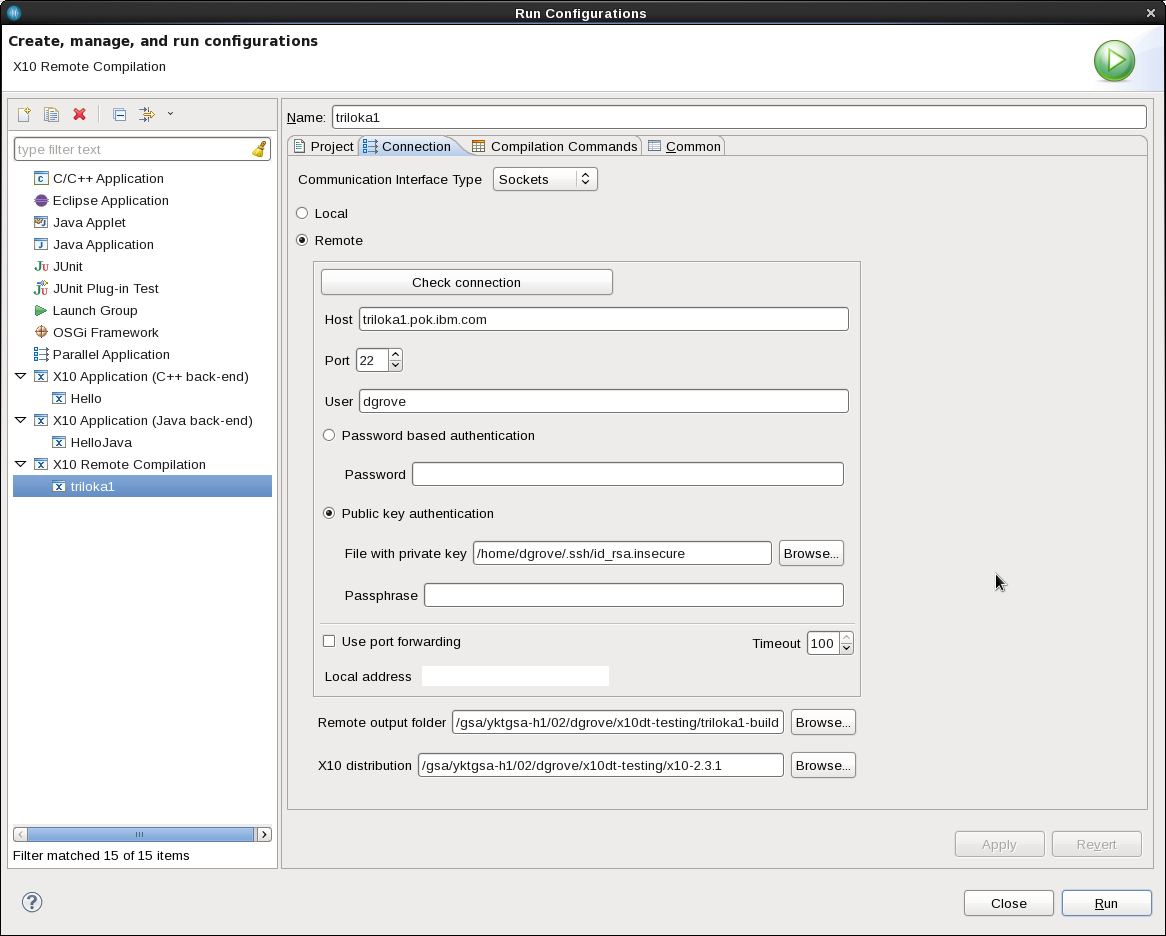 Run Configurations
Create, manage, and run configurations
X10 Remote Compilation
type filter text
C/C++ Application
Eclipse Application
Java Applet
Java Application
JUnit
JUnit Plug-in Test
Launch Group
OSGi Framework
Parallel Application
X10 Application (C++ back-end)
Hello
X10 Application (Java back-end)
HelloJava
X10 Remote Compilation
triloka1
Filter matched 15 of 15 items
Name: triloka1
Project Connection Compilation Commands Common
Communication Interface Type Sockets
Local
Remote
Check connection
Host triloka1.pok.ibm.com
Port 22
User dgrove
Password based authentication
Password
Public key authentication
File with private key /home/dgrove/.ssh/id_rsa.insecure Browse...
Passphrase
Use port forwarding Timeout 100
Local address
Remote output folder /gsa/yktgsa-h1/02/dgrove/x10dt-testing/triloka1-build Browse...
X10 distribution /gsa/yktgsa-h1/02/dgrove/x10dt-testing/x10-2.3.1 Browse...
Apply Revert
? Close Run